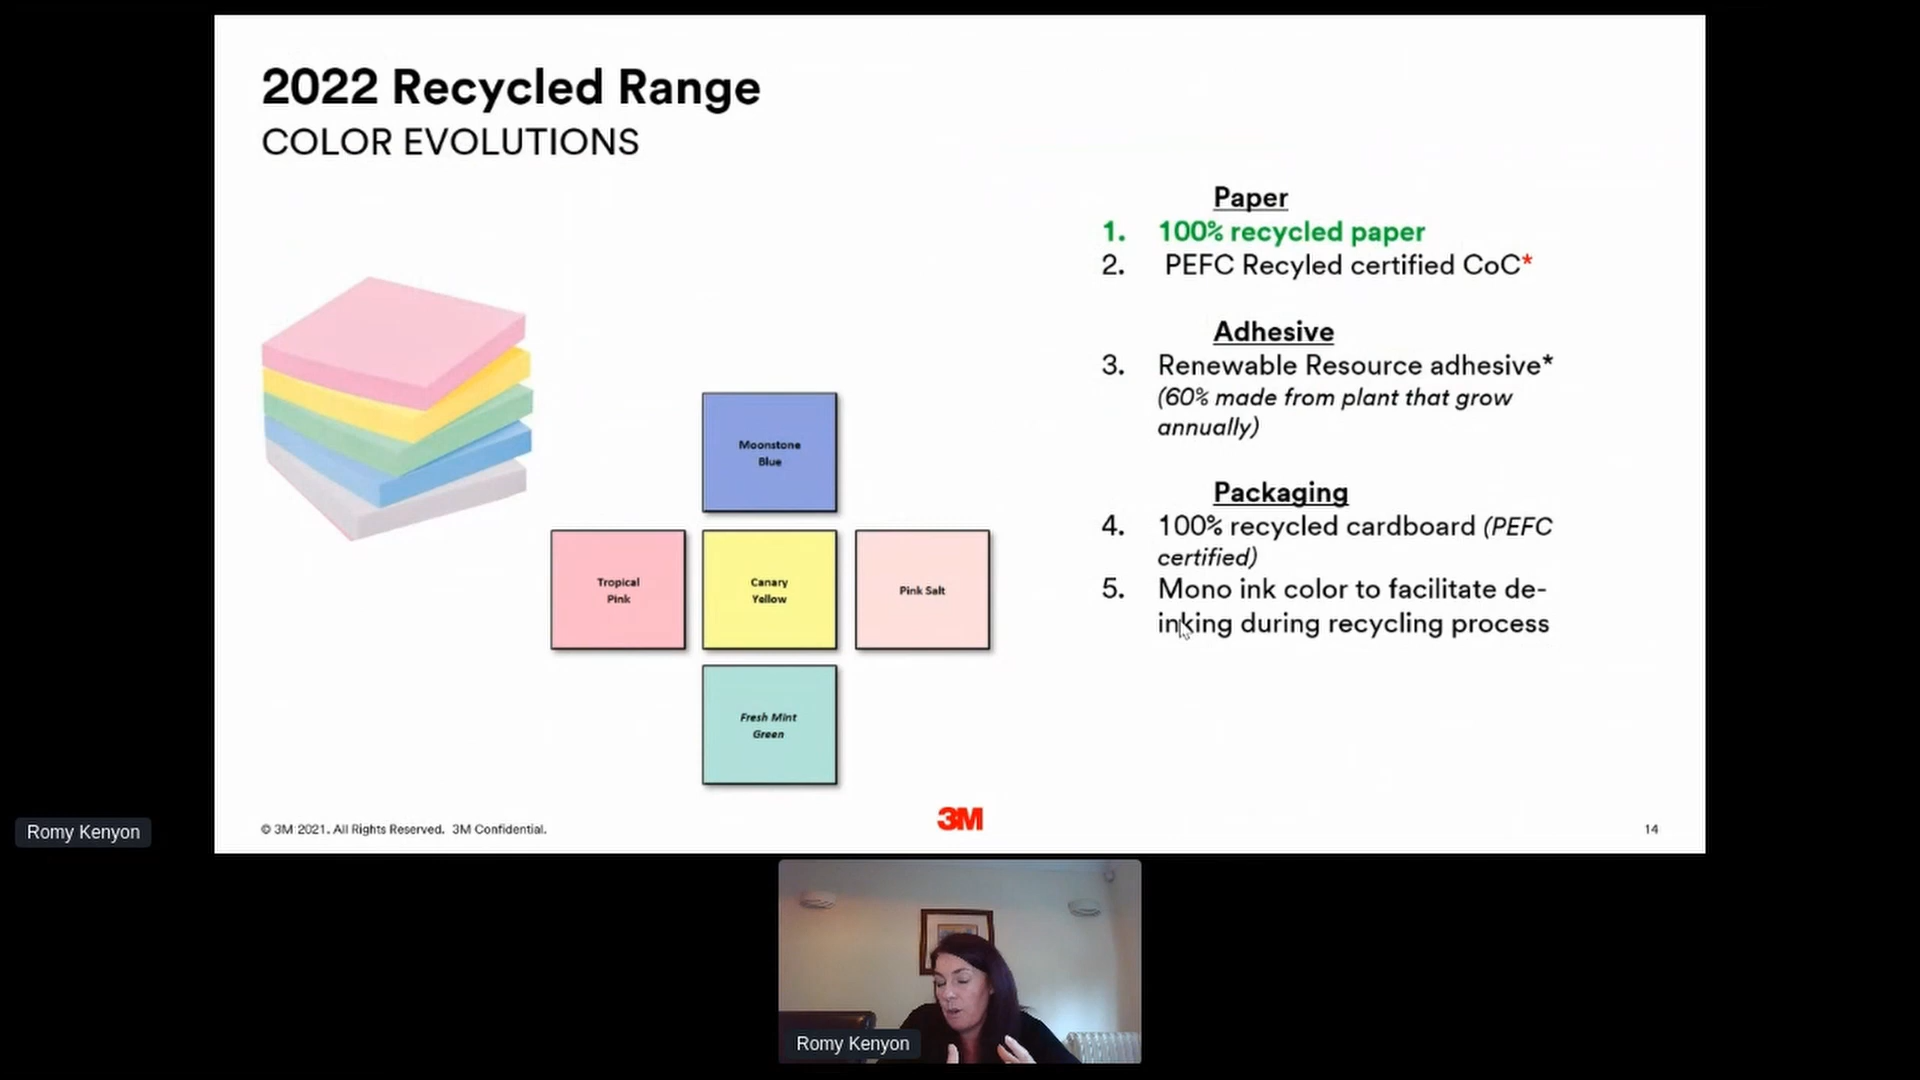 2022 Recycled Range
COLOR EVOLUTIONS
Paper
1. 100% recycled paper
2. PEFC Recyled certified CoC*
Adhesive
3. Renewable Resource adhesive*
(60% made from plant that grow
annually)
Packaging
4. 100% recycled cardboard (PEFC
certified)
5. Mono ink color to facilitate de-
inking during recycling process
Moonstone
Blue
Tropical
Pink
Canary
Yellow
Pink Salt
Fresh Mint
Green
© 3M 2021. All Rights Reserved. 3M Confidential.
3M
14
Romy Kenyon
Romy Kenyon